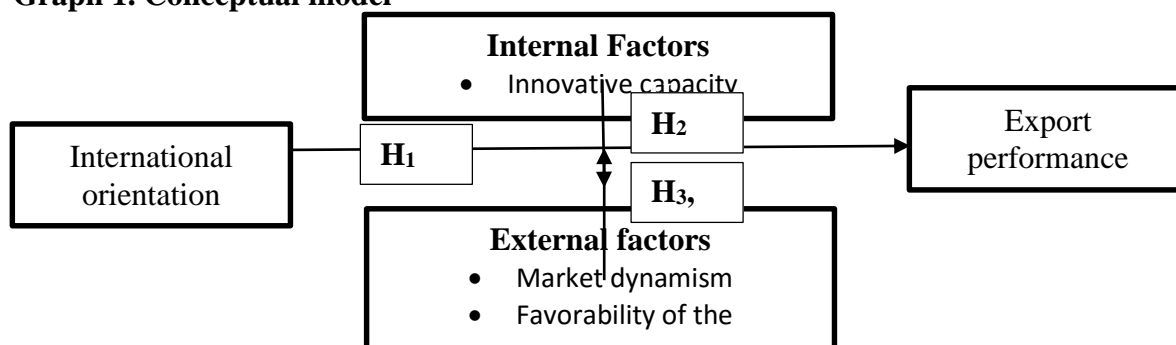 Graph 1. Conceptual model
Internal Factors
• Innovative capacity
H₂
Export
performance
H₁
International
orientation
H₃,
External factors
• Market dynamism
• Favorability of the